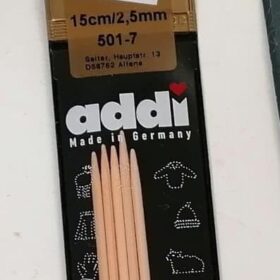 15cm/2,5mm
501-7
Selter, Hauptstr. 13
D58762 Altena
addi
Made in Germany